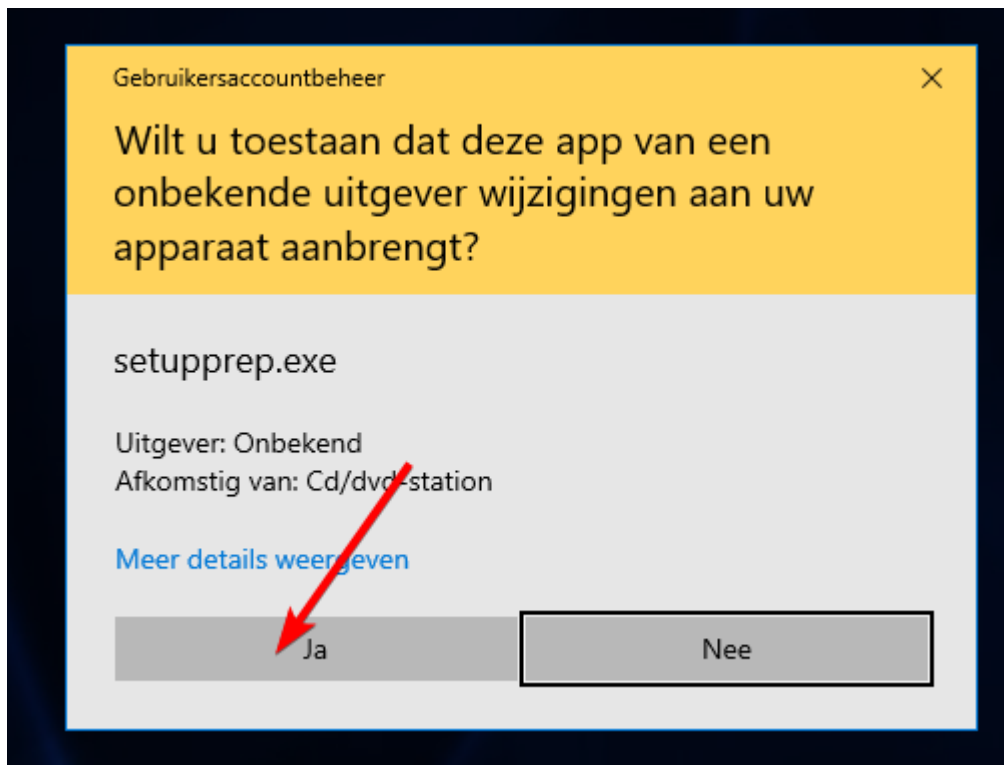 Gebruikersaccountbeheer
Wilt u toestaan dat deze app van een
onbekende uitgever wijzigingen aan uw
apparaat aanbrengt?
setupprep.exe
Uitgever: Onbekend
Afkomstig van: Cd/dvd-station
Meer details weergeven
Ja
Nee